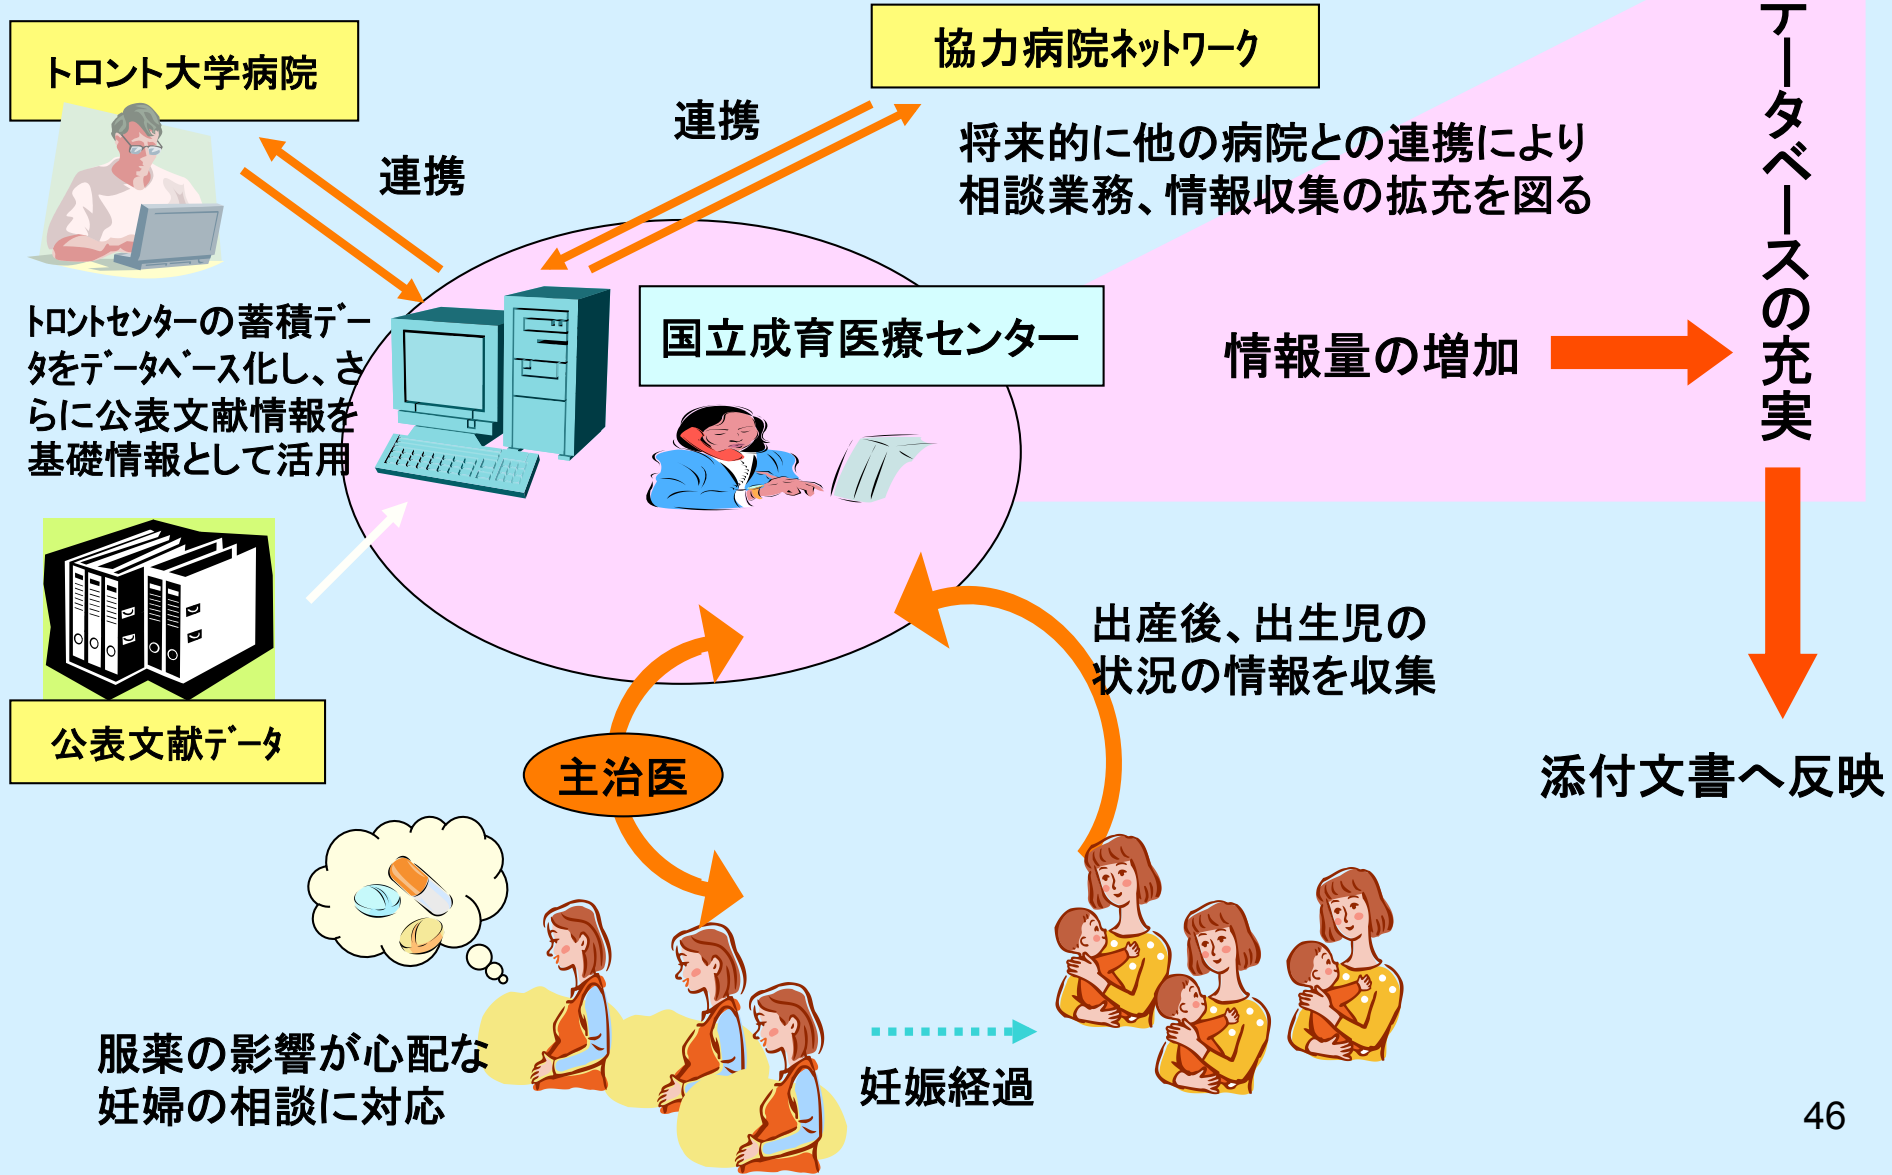 トロント大学病院
協力病院ネットワーク
連携
連携
将来的に他の病院との連携により
相談業務、情報収集の拡充を図る
データベースの充実
トロントセンターの蓄積デー
タをデータベース化し、さ
らに公表文献情報を
基礎情報として活用
国立成育医療センター
情報量の増加
出産後、出生児の
状況の情報を収集
公表文献データ
主治医
添付文書へ反映
服薬の影響が心配な
妊婦の相談に対応
妊娠経過
46